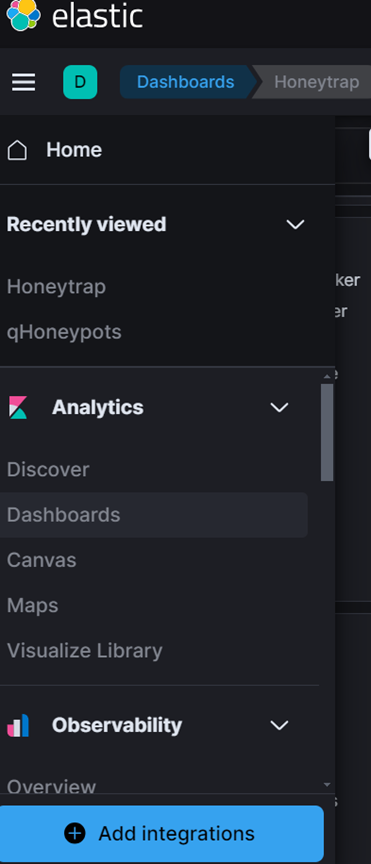 elastic
D Dashboards Honeytrap
Home
Recently viewed
Honeytrap
qHoneypots
Analytics
Discover
Dashboards
Canvas
Maps
Visualize Library
Observability
Overview
Add integrations